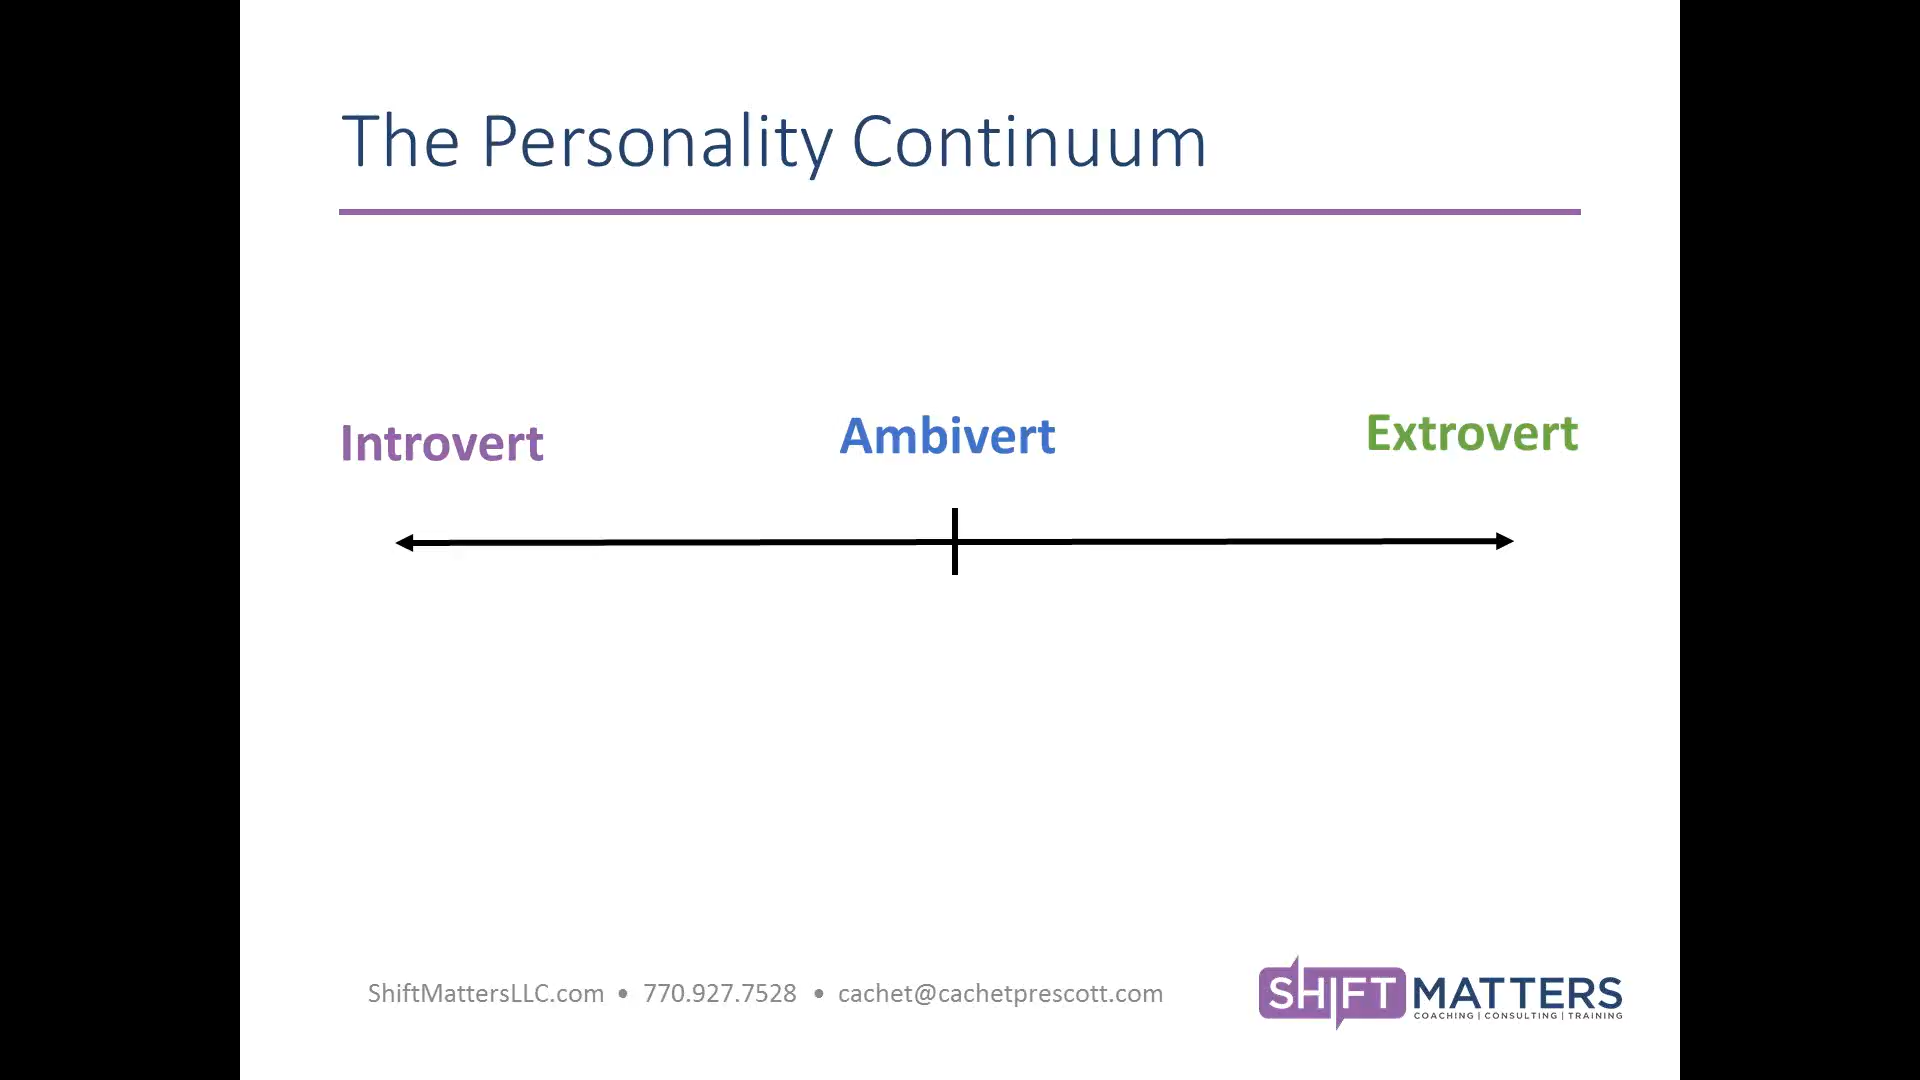 The Personality Continuum
Introvert
Ambivert
Extrovert
ShiftMattersLLC.com • 770.927.7528 • cachet@cachetprescott.com
SHIFT MATTERS
COACHING | CONSULTING | TRAINING